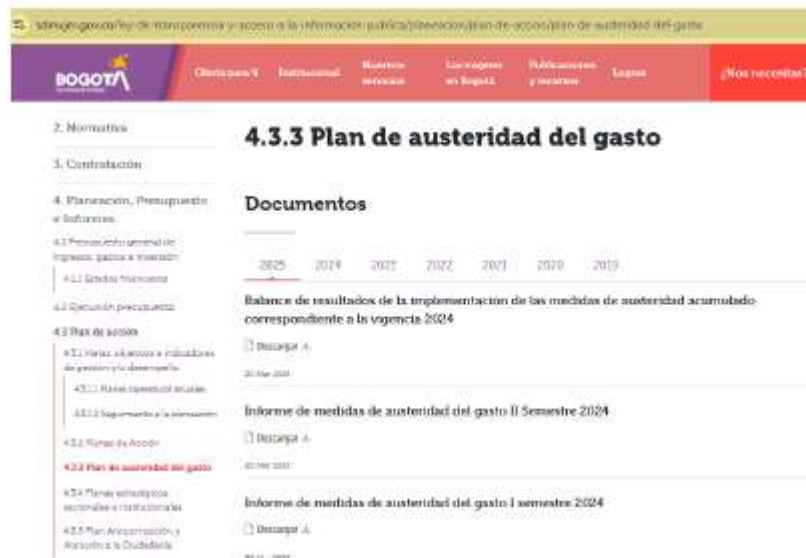 sdmujer.gov.co/ley-de-transparencia-y-acceso-a-la-informacion-publica/planeacion/plan-de-accion/plan-de-austeridad-del-gasto
BOGOTÁ
Oferta para ti
Institucional
Nuestros servicios
Las mujeres en Bogotá
Publicaciones y recursos
Logros
¿Nos necesitas?
2. Normativa
3. Contratación
4. Planeación, Presupuesto
e Informes
4.1 Presupuesto general de
ingresos, gastos e inversión
4.1.1 Estados financieros
4.2 Ejecución presupuestal
4.3 Plan de acción
4.3.1 Metas, objetivos e indicadores
de gestión y/o desempeño
4.3.1.1 Planes operativos anuales
4.3.1.2 Seguimiento a la planeación
4.3.2 Planes de Acción
4.3.3 Plan de austeridad del gasto
4.3.4 Planes estratégicos,
sectoriales e institucionales
4.3.5 Plan Anticorrupción y
Atención a la Ciudadanía
4.3.3 Plan de austeridad del gasto
Documentos
2025 2024 2023 2022 2021 2020 2019
Balance de resultados de la implementación de las medidas de austeridad acumulado
correspondiente a la vigencia 2024
Descargar
Informe de medidas de austeridad del gasto II Semestre 2024
Descargar
Informe de medidas de austeridad del gasto I semestre 2024
Descargar